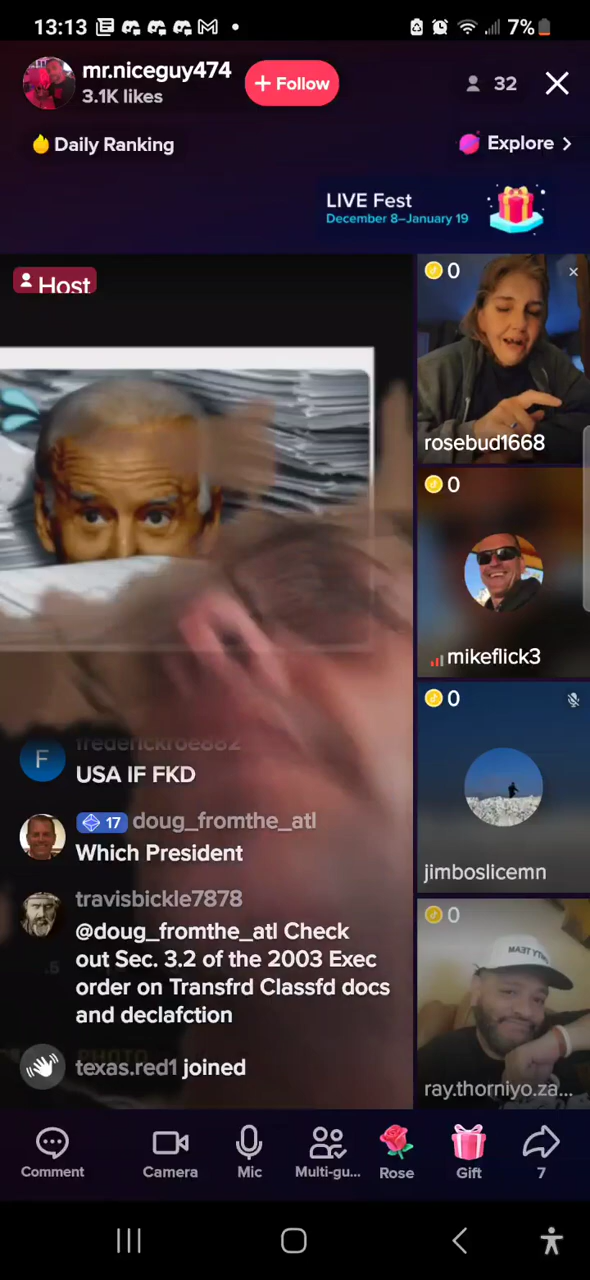 13:13
7%
mr.niceguy474
3.1K likes
+ Follow
32
Daily Ranking
Explore >
LIVE Fest
December 8–January 19
Host
0
rosebud1668
0
mikeflick3
0
jimboslicemn
0
ray.thorniyo.za...
frederickroe882
F
USA IF FKD
17 doug_fromthe_atl
Which President
travisbickle7878
@doug_fromthe_atl Check
out Sec. 3.2 of the 2003 Exec
order on Transfrd Classfd docs
and declafction
texas.red1 joined
Comment
Camera
Mic
Multi-gu...
Rose
Gift
7